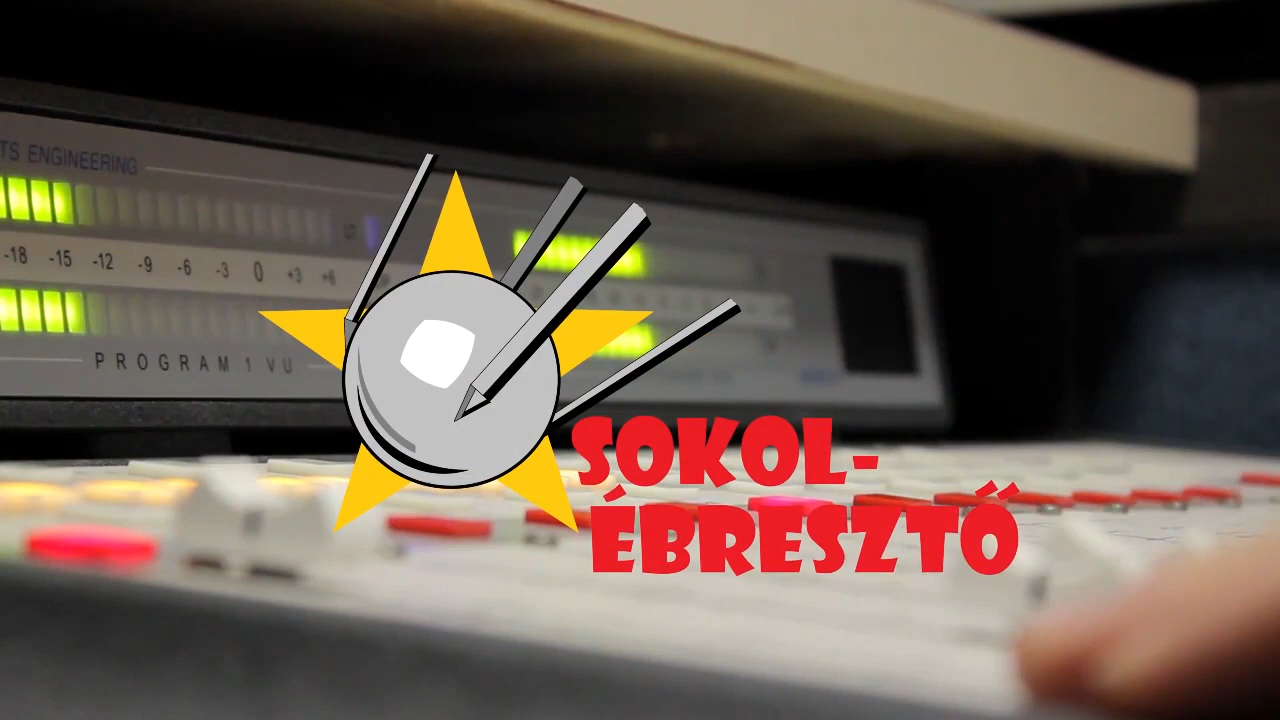 TS ENGINEERING
-18 -15 -12 -9 -6 -3 0 +3 +6
PROGRAM 1 VU
SOKOL-
ÉBRESZTŐ